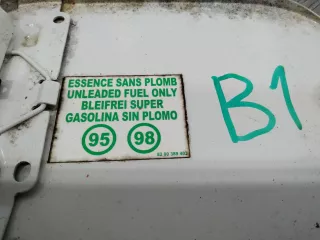 ESSENCE SANS PLOMB
UNLEADED FUEL ONLY
BLEIFREI SUPER
GASOLINA SIN PLOMO
95 98
B1